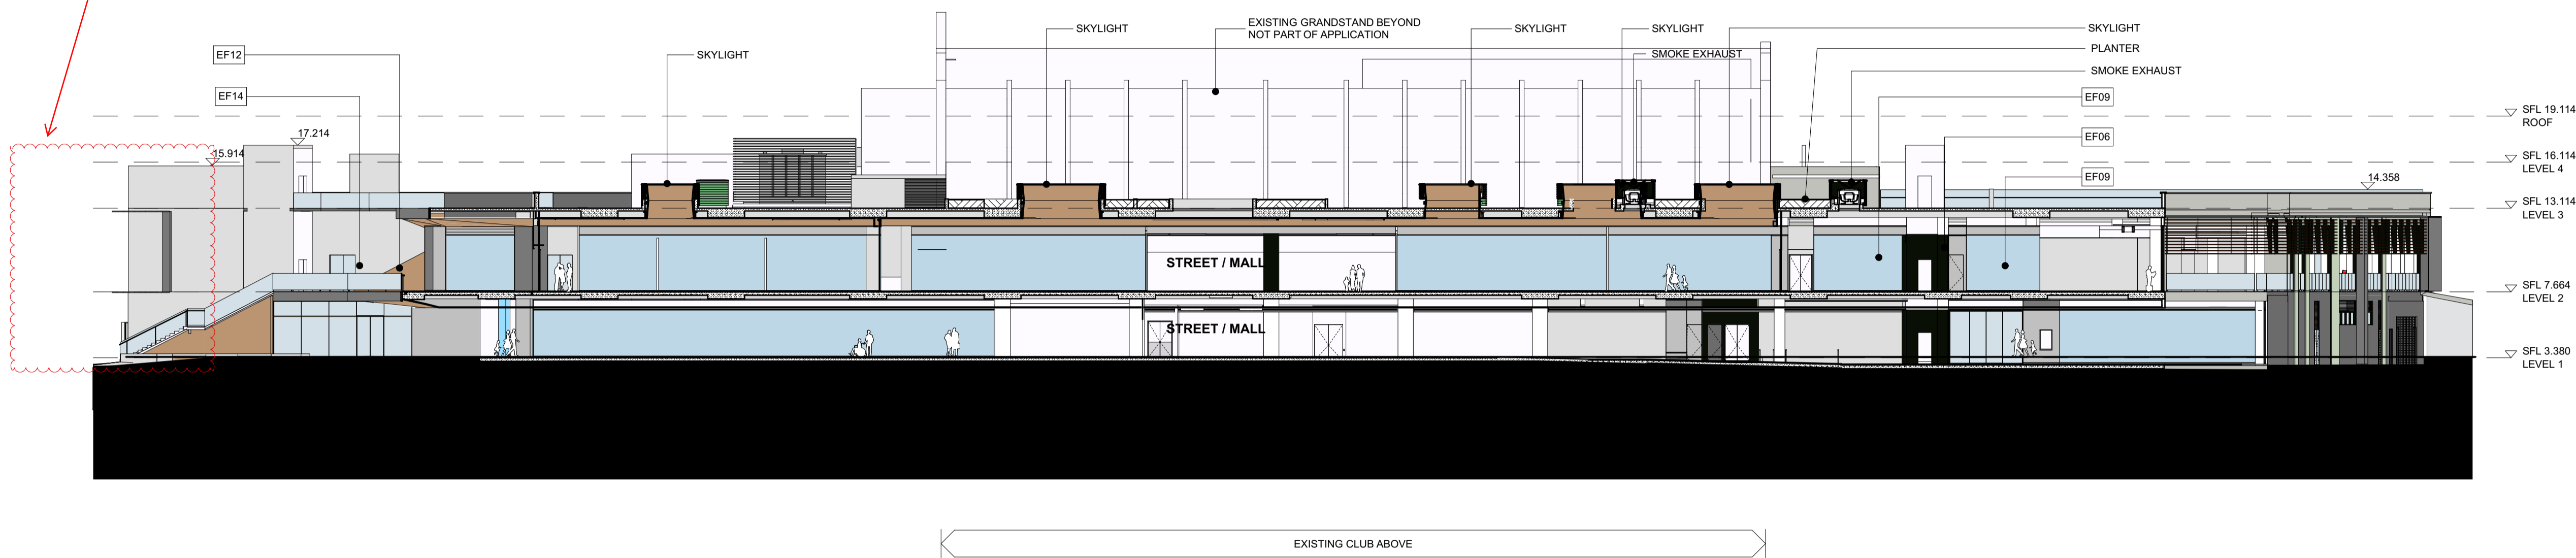 EXISTING GRANDSTAND BEYOND
NOT PART OF APPLICATION
SKYLIGHT
SKYLIGHT
SKYLIGHT
SKYLIGHT
SKYLIGHT
EF12
SMOKE EXHAUST
PLANTER
SMOKE EXHAUST
EF14
EF09
SFL 19.114
ROOF
17.214
EF06
15.914
SFL 16.114
LEVEL 4
EF09
14.358
SFL 13.114
LEVEL 3
STREET / MALL
SFL 7.664
LEVEL 2
STREET / MALL
SFL 3.380
LEVEL 1
EXISTING CLUB ABOVE